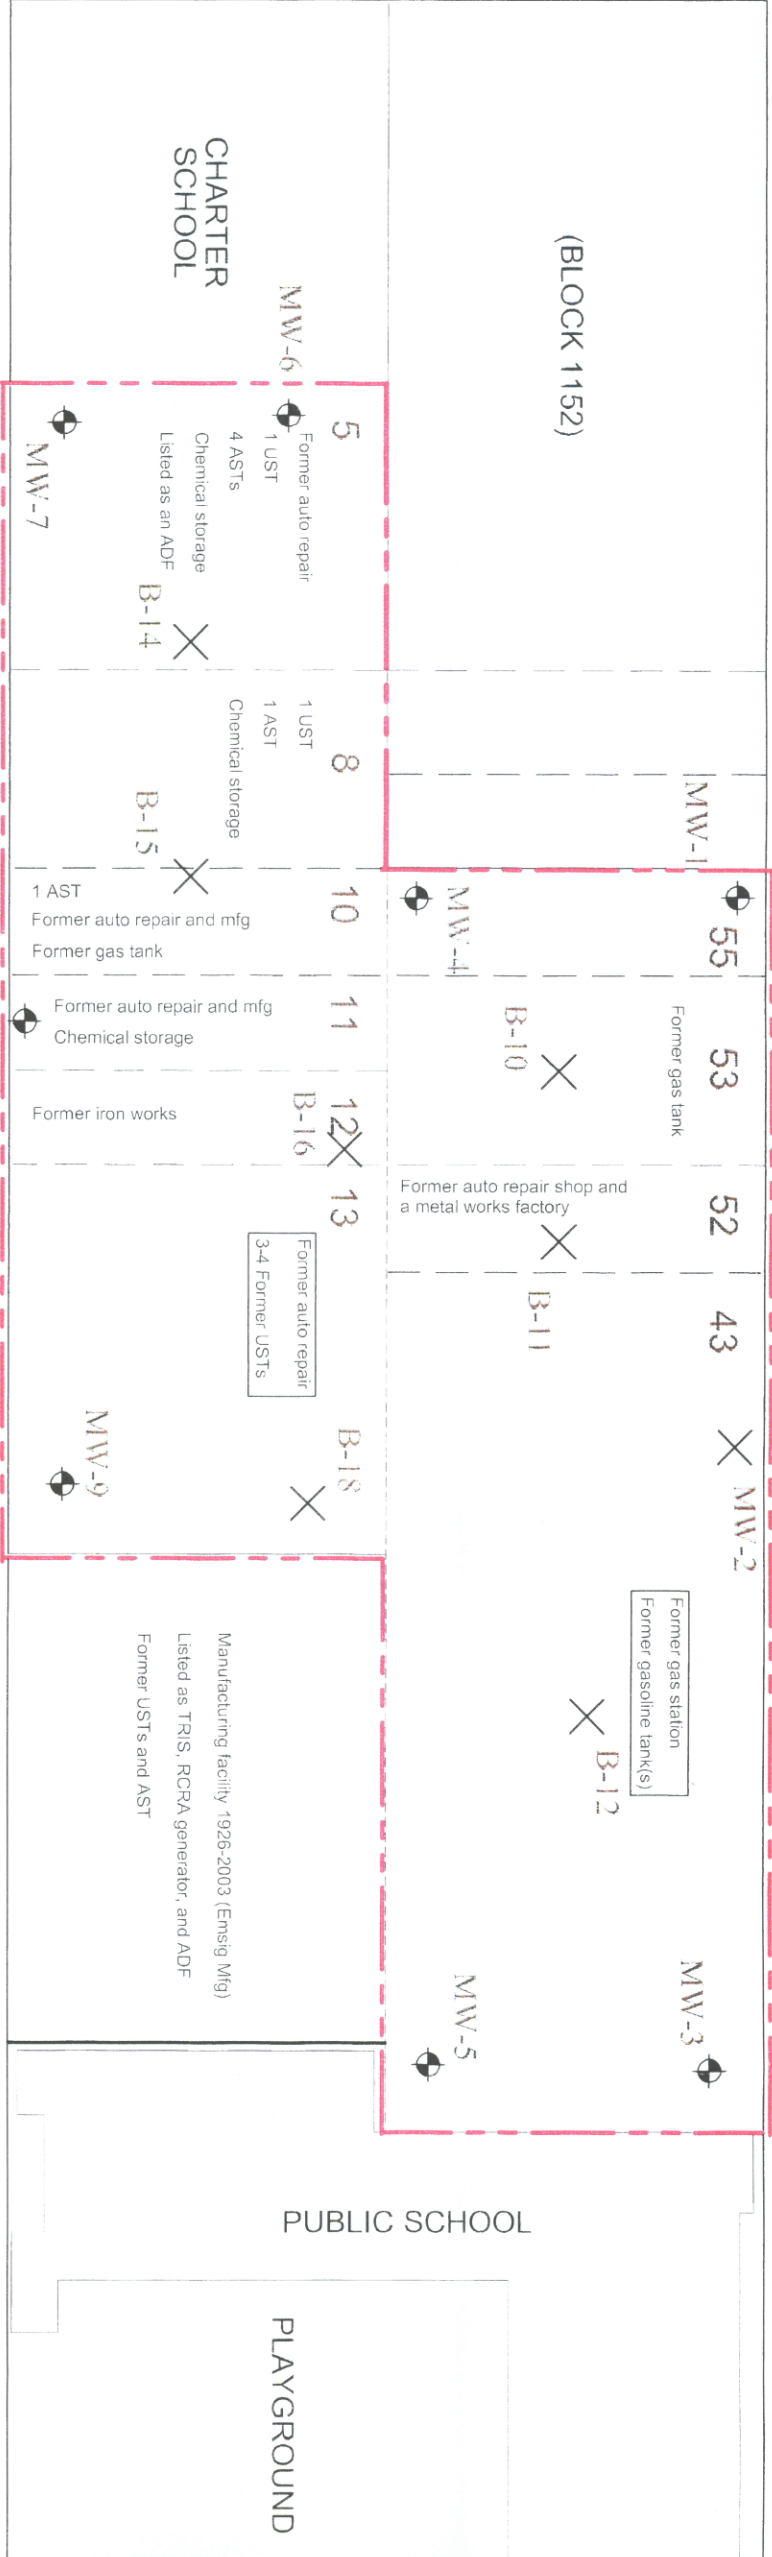 (BLOCK 1152)
CHARTER
SCHOOL
MW-6
5
Former auto repair
1 UST
4 ASTs
Chemical storage
Listed as an ADF
MW-7
B-14
8
1 UST
1 AST
Chemical storage
B-15
MW-1
55
MW-4
10
1 AST
Former auto repair and mfg
Former gas tank
53
Former gas tank
B-10
11
Former auto repair and mfg
Chemical storage
12
B-16
Former iron works
52
Former auto repair shop and
a metal works factory
B-11
13
Former auto repair
3-4 Former USTs
43
MW-2
B-18
MW-9
Former gas station
Former gasoline tank(s)
B-12
Manufacturing facility 1926-2003 (Emsig Mfg)
Listed as TRIS, RCRA generator, and ADF
Former USTs and AST
MW-3
MW-5
PUBLIC SCHOOL
PLAYGROUND